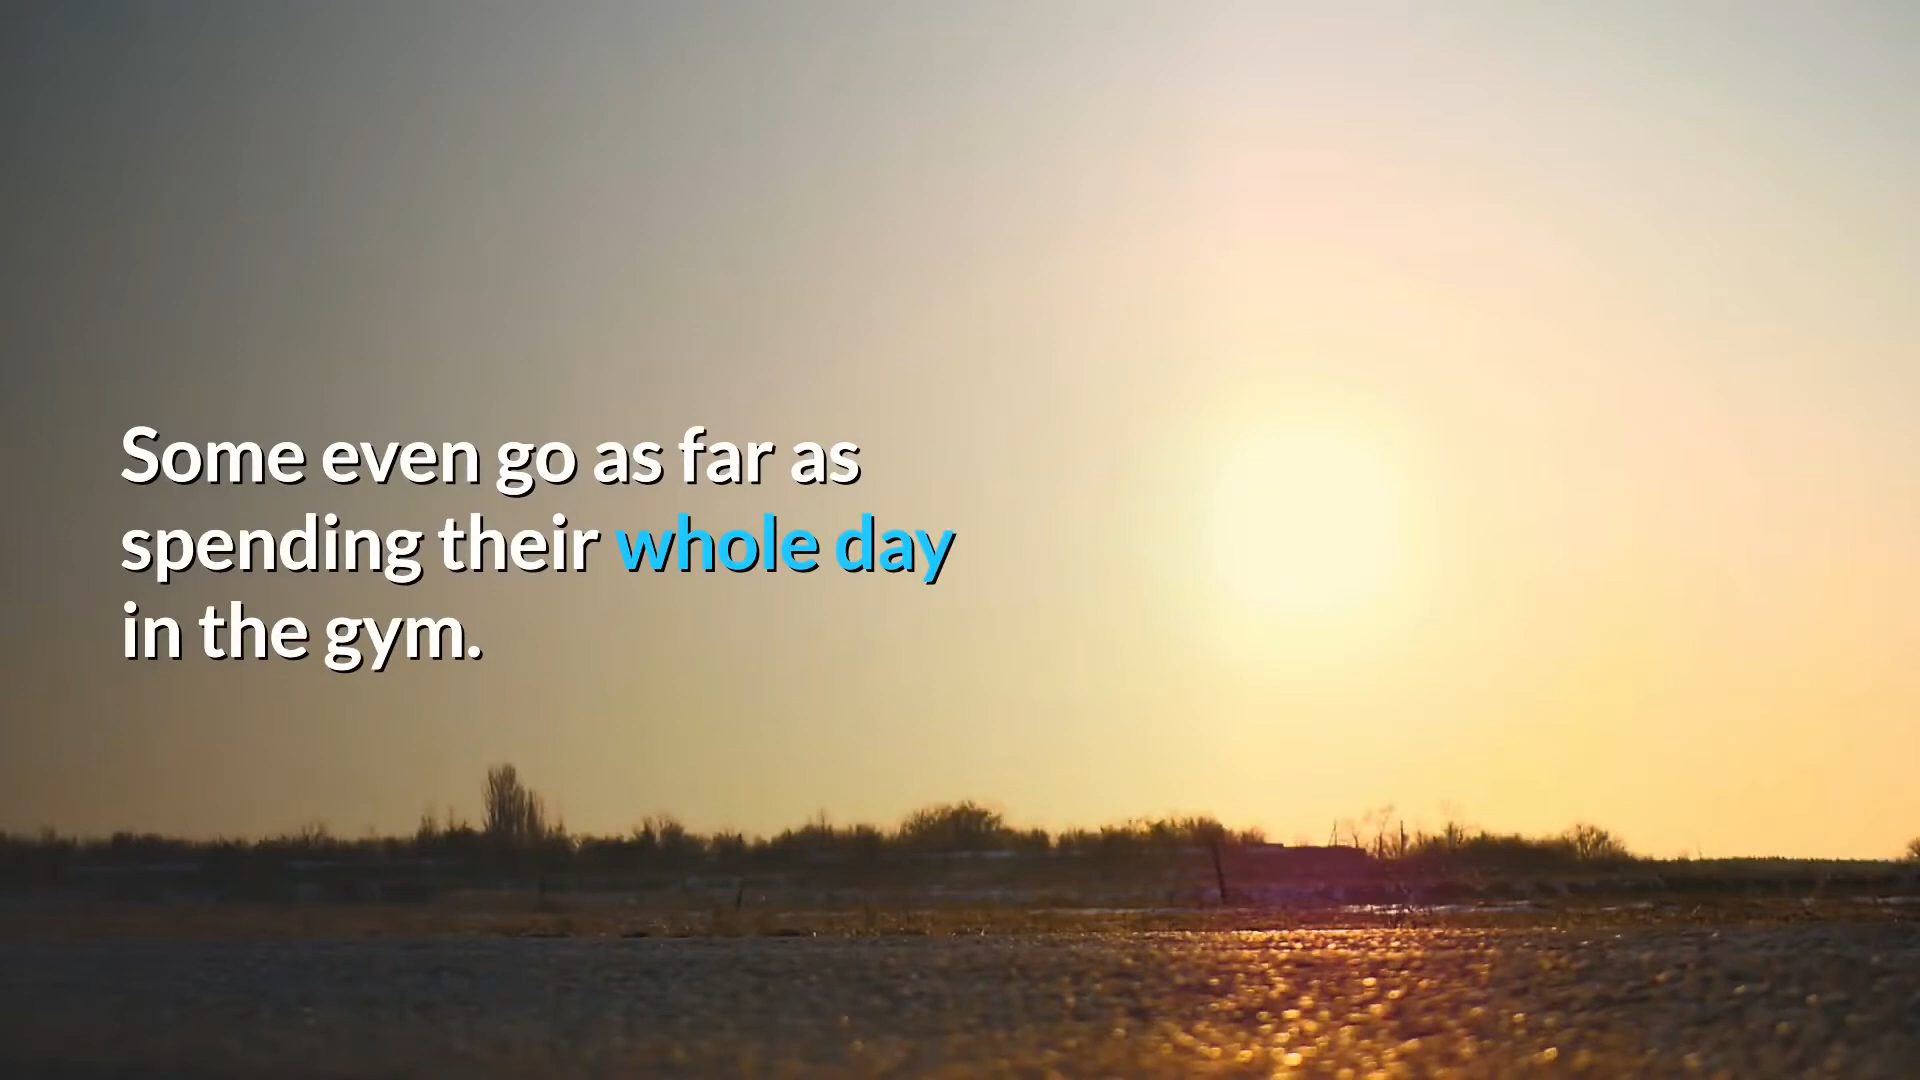 Some even go as far as
spending their whole day
in the gym.